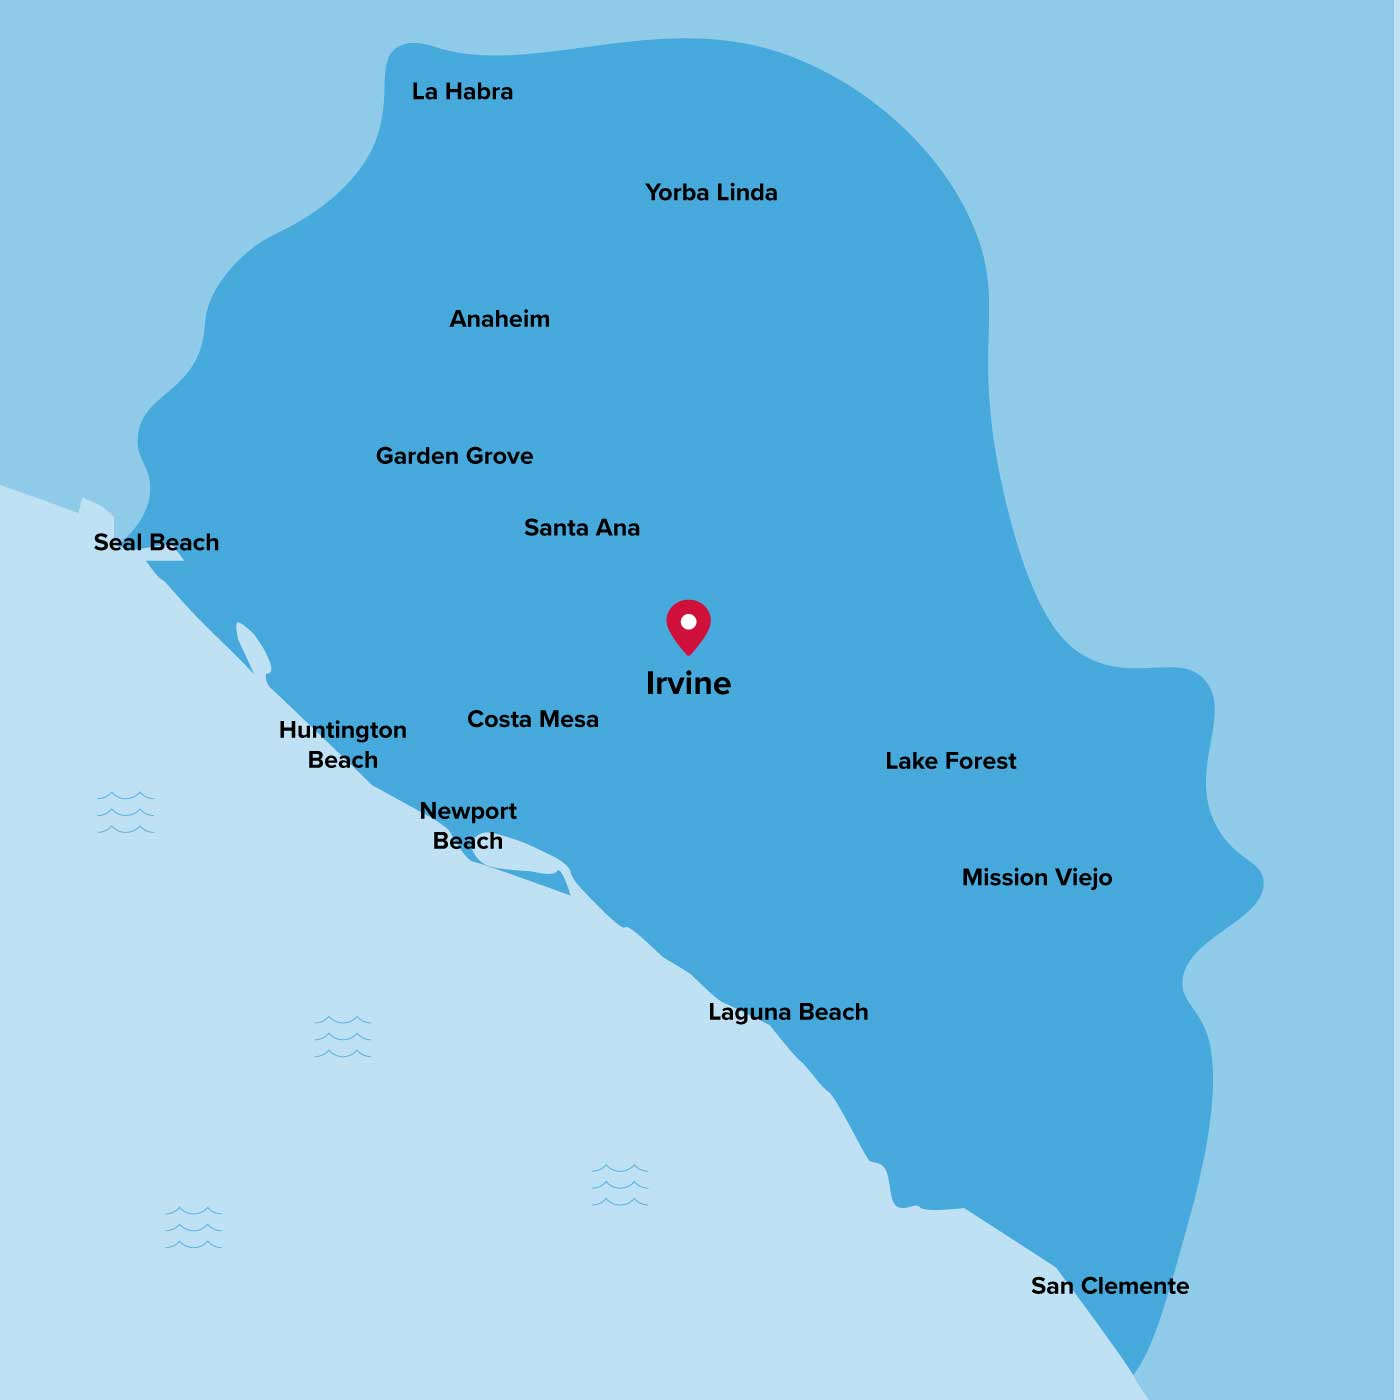 La Habra
Yorba Linda
Anaheim
Garden Grove
Santa Ana
Seal Beach
Irvine
Costa Mesa
Huntington
Beach
Lake Forest
Newport
Beach
Mission Viejo
Laguna Beach
San Clemente